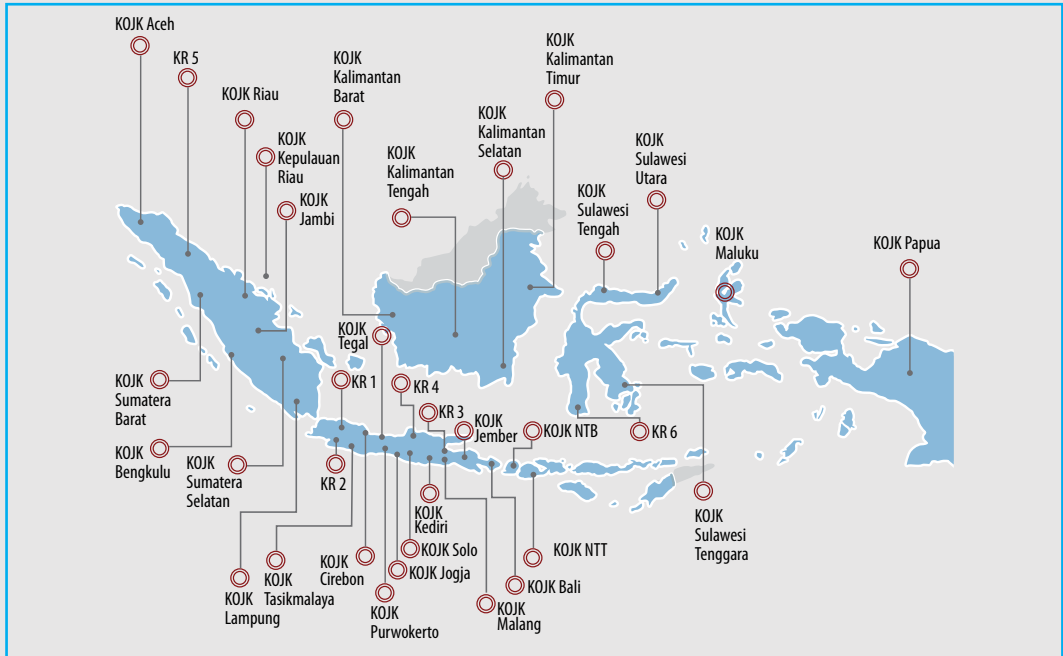 KOJK Aceh
KR 5
KOJK Riau
KOJK
Kepulauan
Riau
KOJK
Jambi
KOJK
Kalimantan
Barat
KOJK
Kalimantan
Tengah
KOJK
Kalimantan
Selatan
KOJK
Kalimantan
Timur
KOJK
Sulawesi
Tengah
KOJK
Sulawesi
Utara
KOJK
Maluku
KOJK Papua
KOJK
Sumatera
Barat
KOJK
Bengkulu
KOJK
Sumatera
Selatan
KOJK
Lampung
KOJK
Tasikmalaya
KR 1
KR 2
KOJK
Tegal
KR 4
KR 3
KOJK
Jember
KOJK NTB
KR 6
KOJK
Cirebon
KOJK
Purwokerto
KOJK Jogja
KOJK Solo
KOJK
Kediri
KOJK
Malang
KOJK Bali
KOJK NTT
KOJK
Sulawesi
Tenggara